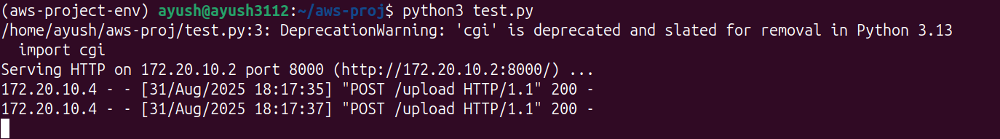 (aws-project-env) ayush@ayush3112:~/aws-proj$ python3 test.py
/home/ayush/aws-proj/test.py:3: DeprecationWarning: 'cgi' is deprecated and slated for removal in Python 3.13
  import cgi
Serving HTTP on 172.20.10.2 port 8000 (http://172.20.10.2:8000/) ...
172.20.10.4 - - [31/Aug/2025 18:17:35] "POST /upload HTTP/1.1" 200 -
172.20.10.4 - - [31/Aug/2025 18:17:37] "POST /upload HTTP/1.1" 200 -